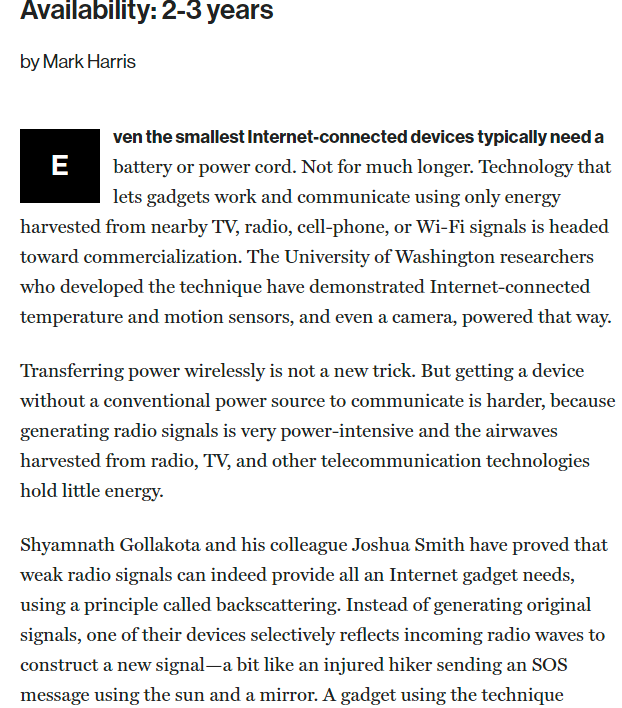 Availability: 2-3 years
by Mark Harris
Even the smallest Internet-connected devices typically need a
battery or power cord. Not for much longer. Technology that
lets gadgets work and communicate using only energy
harvested from nearby TV, radio, cell-phone, or Wi-Fi signals is headed
toward commercialization. The University of Washington researchers
who developed the technique have demonstrated Internet-connected
temperature and motion sensors, and even a camera, powered that way.
Transferring power wirelessly is not a new trick. But getting a device
without a conventional power source to communicate is harder, because
generating radio signals is very power-intensive and the airwaves
harvested from radio, TV, and other telecommunication technologies
hold little energy.
Shyamnath Gollakota and his colleague Joshua Smith have proved that
weak radio signals can indeed provide all an Internet gadget needs,
using a principle called backscattering. Instead of generating original
signals, one of their devices selectively reflects incoming radio waves to
construct a new signal—a bit like an injured hiker sending an SOS
message using the sun and a mirror. A gadget using the technique